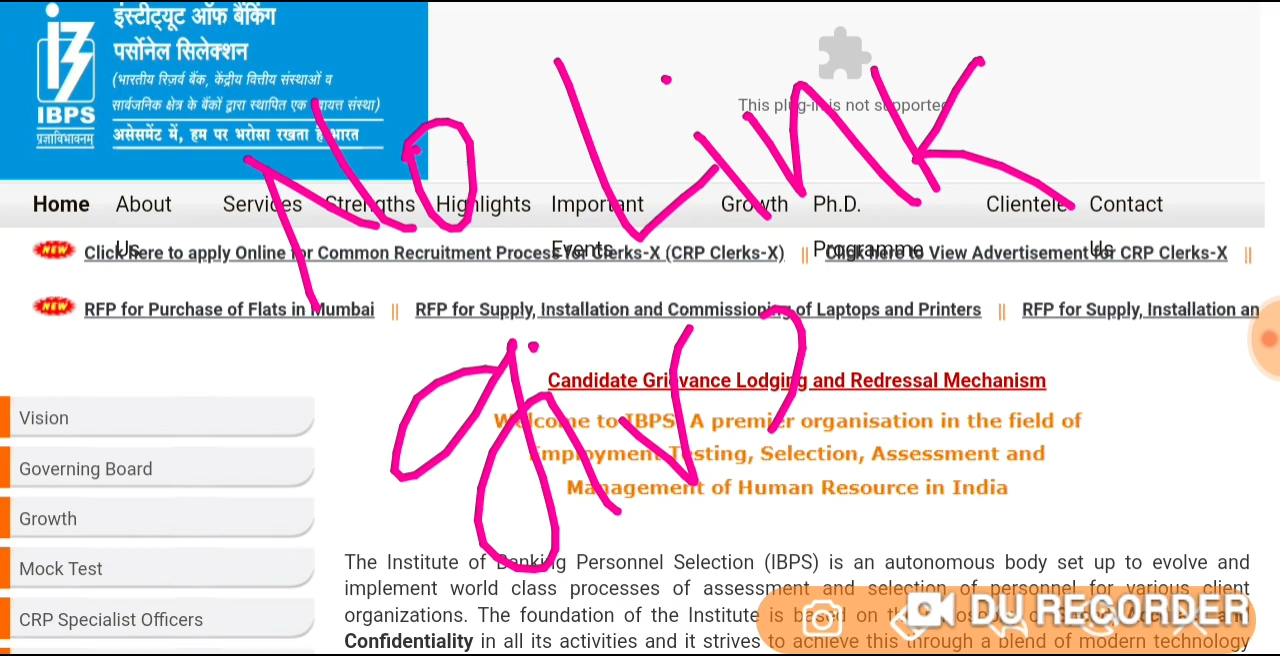 इंस्टीट्यूट ऑफ बैंकिंग
पर्सोनेल सिलेक्शन
(भारतीय रिज़र्व बैंक, केंद्रीय वित्तीय संस्थाओं व
सार्वजनिक क्षेत्र के बैंकों द्वारा स्थापित एक स्वायत्त संस्था)
असेसमेंट में, हम पर भरोसा रखता है भारत
IBPS
प्रज्ञाविभावनम्
This plug-in is not supported
No Link
Home About Us Services Strengths Highlights Important Events Growth Ph.D. Programme Clientele Contact Us
NEW Click here to apply Online for Common Recruitment Process for Clerks-X (CRP Clerks-X) || Click here to View Advertisement for CRP Clerks-X ||
NEW RFP for Purchase of Flats in Mumbai || RFP for Supply, Installation and Commissioning of Laptops and Printers || RFP for Supply, Installation an
Candidate Grievance Lodging and Redressal Mechanism
Welcome to IBPS, A premier organisation in the field of
Employment Testing, Selection, Assessment and
Management of Human Resource in India
Vision
Governing Board
Growth
Mock Test
CRP Specialist Officers
The Institute of Banking Personnel Selection (IBPS) is an autonomous body set up to evolve and
implement world class processes of assessment and selection of personnel for various client
organizations. The foundation of the Institute is based on the
Confidentiality in all its activities and it strives to achieve this through a blend of modern technology
DU RECORDER